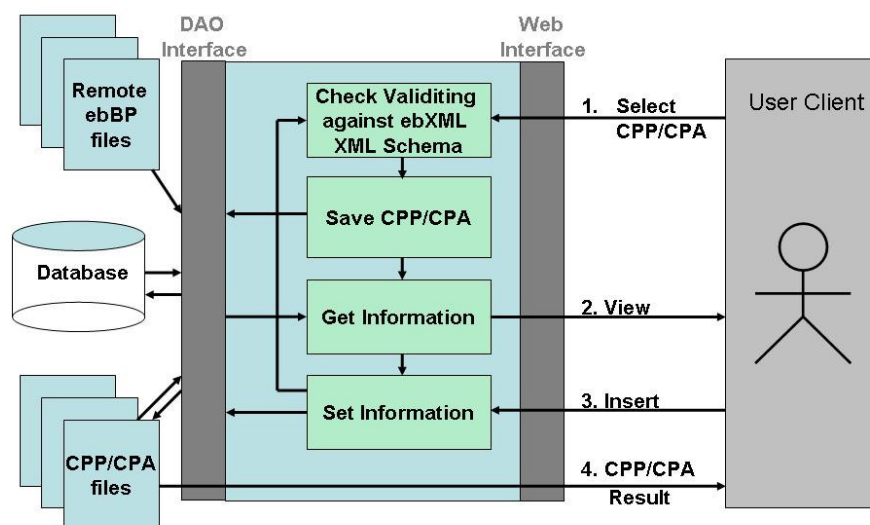 DAO
Interface
Web
Interface
Remote
ebBP
files
Check Validiting
against ebXML
XML Schema
1. Select
CPP/CPA
User Client
Save CPP/CPA
Database
Get Information
2. View
Set Information
3. Insert
CPP/CPA
files
4. CPP/CPA
Result